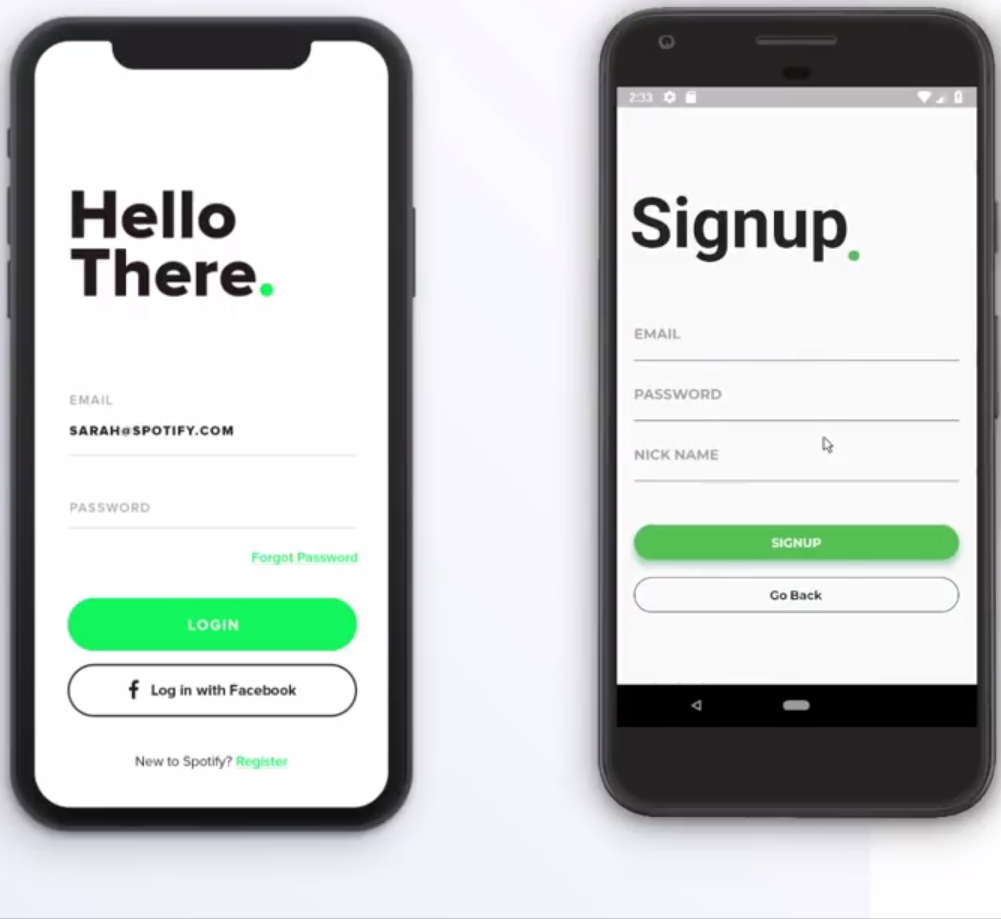 Hello
There.
EMAIL
SARAH@SPOTIFY.COM
PASSWORD
Forgot Password
LOGIN
f Log in with Facebook
New to Spotify? Register
2:33
Signup.
EMAIL
PASSWORD
NICK NAME
SIGNUP
Go Back